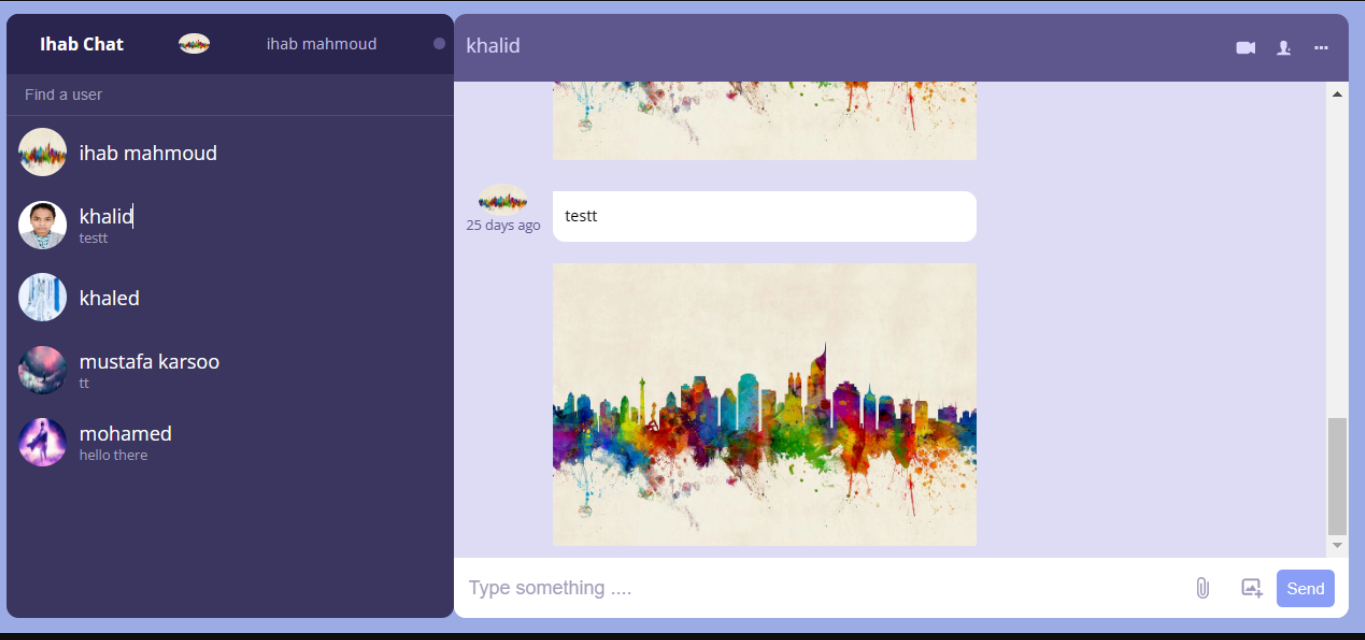 Ihab Chat
ihab mahmoud
Find a user
ihab mahmoud
khalid
testt
khaled
mustafa karsoo
tt
mohamed
hello there
khalid
testt
25 days ago
Type something ....
Send